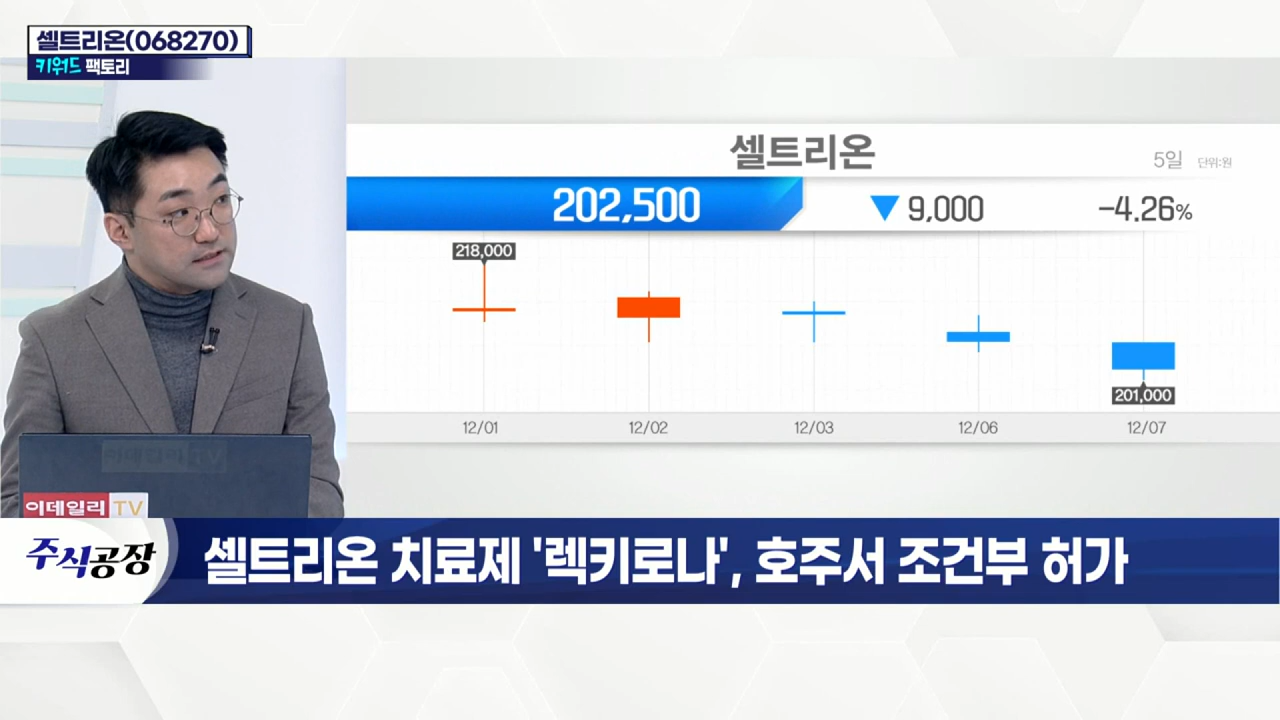 셀트리온(068270)
키워드 팩토리
셀트리온
5일 단위:원
202,500 ▼ 9,000 -4.26%
218,000
201,000
12/01 12/02 12/03 12/06 12/07
이데일리TV
이데일리 TV
주식공장
셀트리온 치료제 '렉키로나', 호주서 조건부 허가